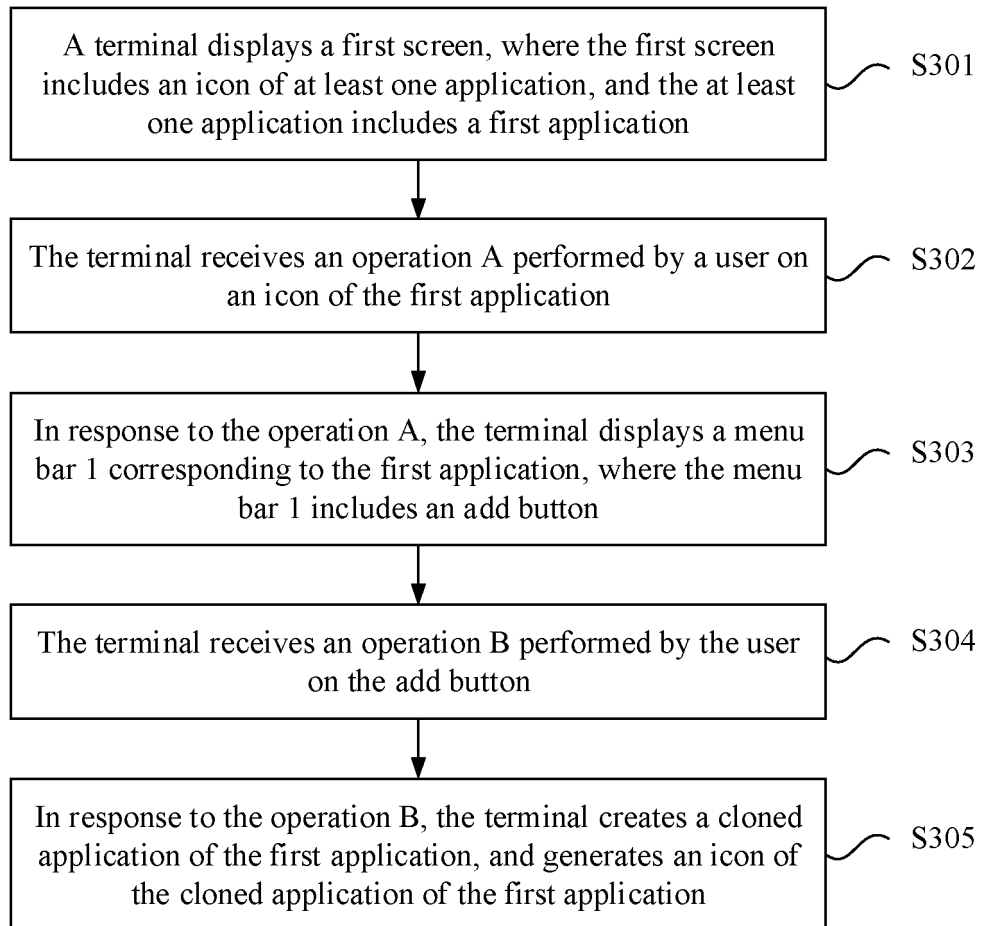 A terminal displays a first screen, where the first screen
includes an icon of at least one application, and the at least
one application includes a first application
S301
The terminal receives an operation A performed by a user on
an icon of the first application
S302
In response to the operation A, the terminal displays a menu
bar 1 corresponding to the first application, where the menu
bar 1 includes an add button
S303
The terminal receives an operation B performed by the user
on the add button
S304
In response to the operation B, the terminal creates a cloned
application of the first application, and generates an icon of
the cloned application of the first application
S305